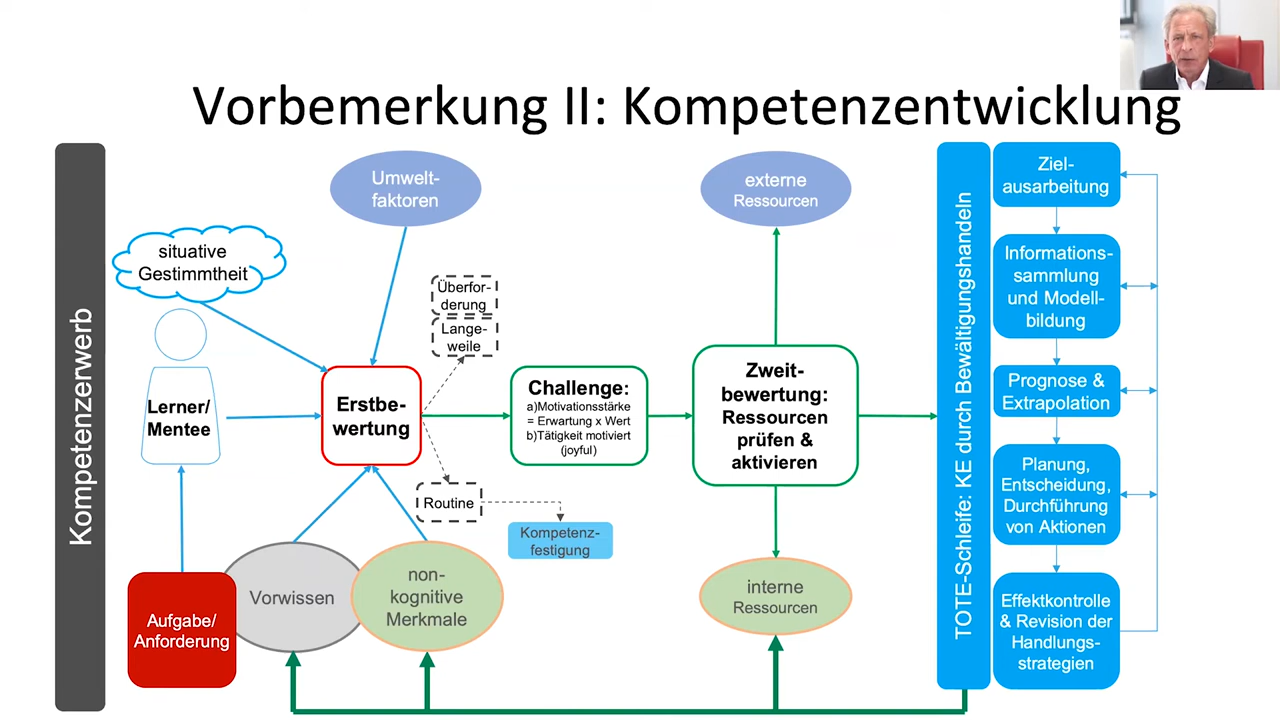 Vorbemerkung II: Kompetenzentwicklung
Kompetenzerwerb
situative
Gestimmtheit
Umwelt-
faktoren
Lerner/
Mentee
Aufgabe/
Anforderung
Vorwissen
non-
kognitive
Merkmale
Erstbe-
wertung
Überfor-
derung
Lange-
weile
Routine
Kompetenz-
festigung
Challenge:
a)Motivationsstärke
= Erwartung x Wert
b)Tätigkeit motiviert
(joyful)
externe
Ressourcen
Zweit-
bewertung:
Ressourcen
prüfen &
aktivieren
interne
Ressourcen
TOTE-Schleife: KE durch Bewältigungshandeln
Ziel-
ausarbeitung
Informations-
sammlung
und Modell-
bildung
Prognose &
Extrapolation
Planung,
Entscheidung,
Durchführung
von Aktionen
Effektkontrolle
& Revision der
Handlungs-
strategien